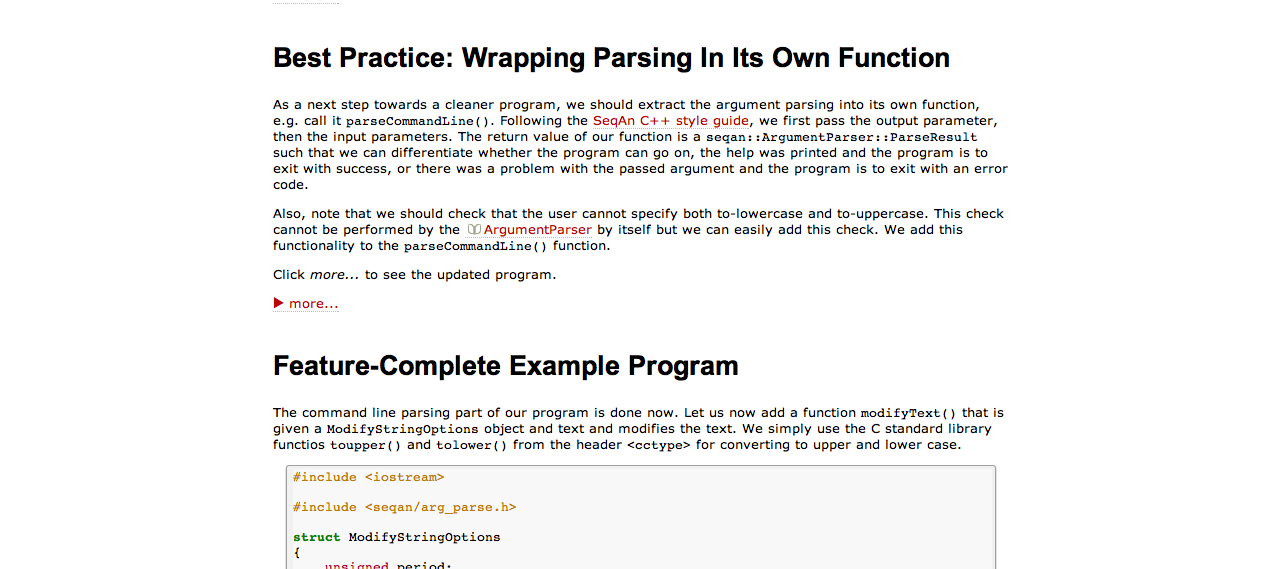 Best Practice: Wrapping Parsing In Its Own Function
As a next step towards a cleaner program, we should extract the argument parsing into its own function,
e.g. call it parseCommandLine(). Following the SeqAn C++ style guide, we first pass the output parameter,
then the input parameters. The return value of our function is a seqan::ArgumentParser::ParseResult
such that we can differentiate whether the program can go on, the help was printed and the program is to
exit with success, or there was a problem with the passed argument and the program is to exit with an error
code.
Also, note that we should check that the user cannot specify both to-lowercase and to-uppercase. This check
cannot be performed by the ArgumentParser by itself but we can easily add this check. We add this
functionality to the parseCommandLine() function.
Click more... to see the updated program.
more...
Feature-Complete Example Program
The command line parsing part of our program is done now. Let us now add a function modifyText() that is
given a ModifyStringOptions object and text and modifies the text. We simply use the C standard library
functios toupper() and tolower() from the header <cctype> for converting to upper and lower case.
#include <iostream>
#include <seqan/arg_parse.h>
struct ModifyStringOptions
{
unsigned period;